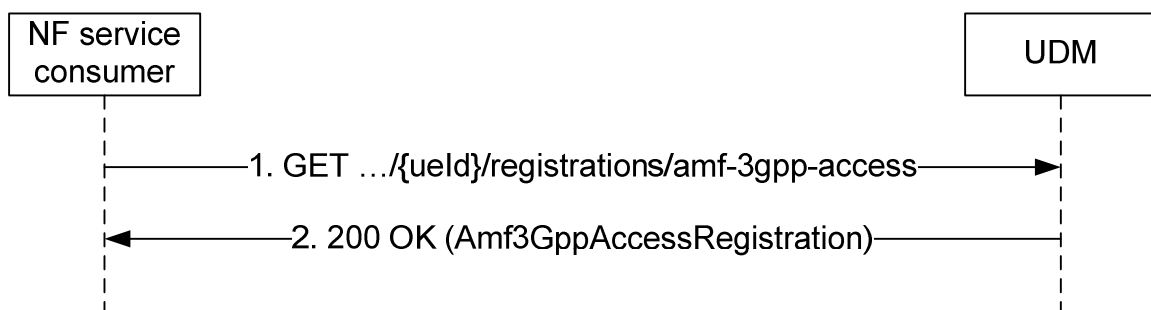 NF service
consumer
UDM
1. GET …/{ueId}/registrations/amf-3gpp-access
2. 200 OK (Amf3GppAccessRegistration)